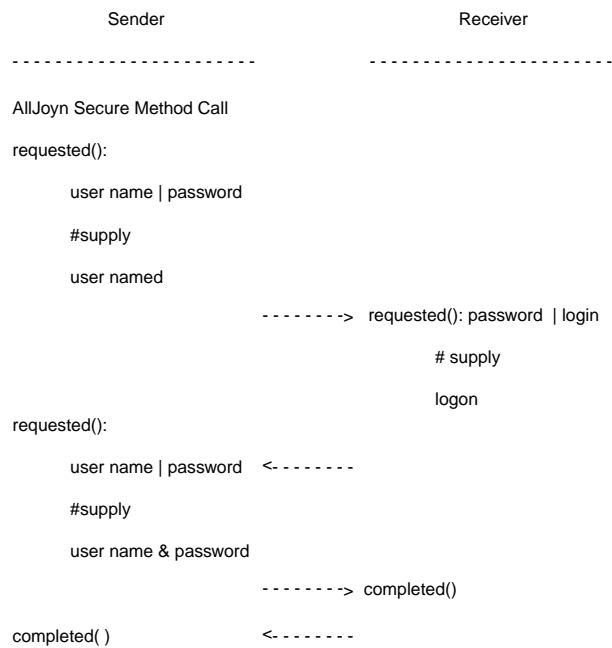 Sender Receiver
- - - - - - - - - - - - - - - - - - - - - - - - - - - - - - - - - - - - - - - - - - - - - -
AllJoyn Secure Method Call
requested():
user name | password
#supply
user named
- - - - - - - -> requested(): password | login
# supply
logon
requested():
user name | password <- - - - - - - -
#supply
user name & password
- - - - - - - -> completed()
completed( ) <- - - - - - - -